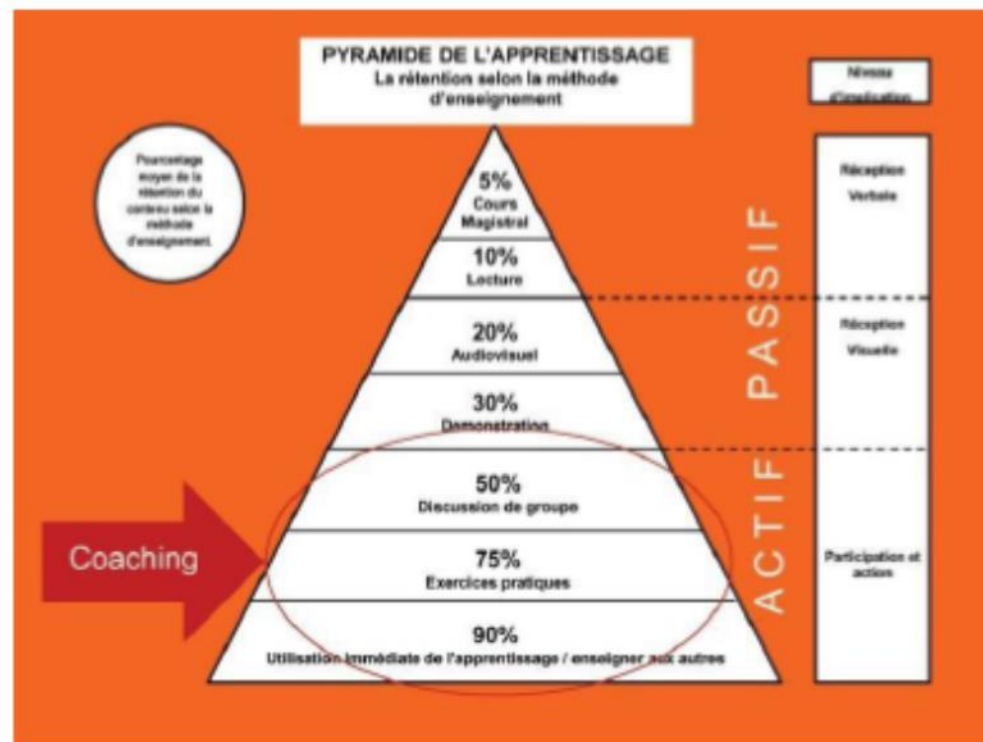 PYRAMIDE DE L'APPRENTISSAGE
La rétention selon la méthode
d'enseignement
Niveau
Pourcentage
moyen de la
rétention du
contenu selon la
méthode
d'enseignement.
5%
Cours
Magistral
10%
Lecture
20%
Audiovisuel
30%
Demonstration
50%
Discussion de groupe
75%
Exercices pratiques
90%
Utilisation immédiate de l'apprentissage / enseigner aux autres
Coaching
PASSIF
ACTIF
Réception
Verbale
Réception
Visuelle
Participation et
action